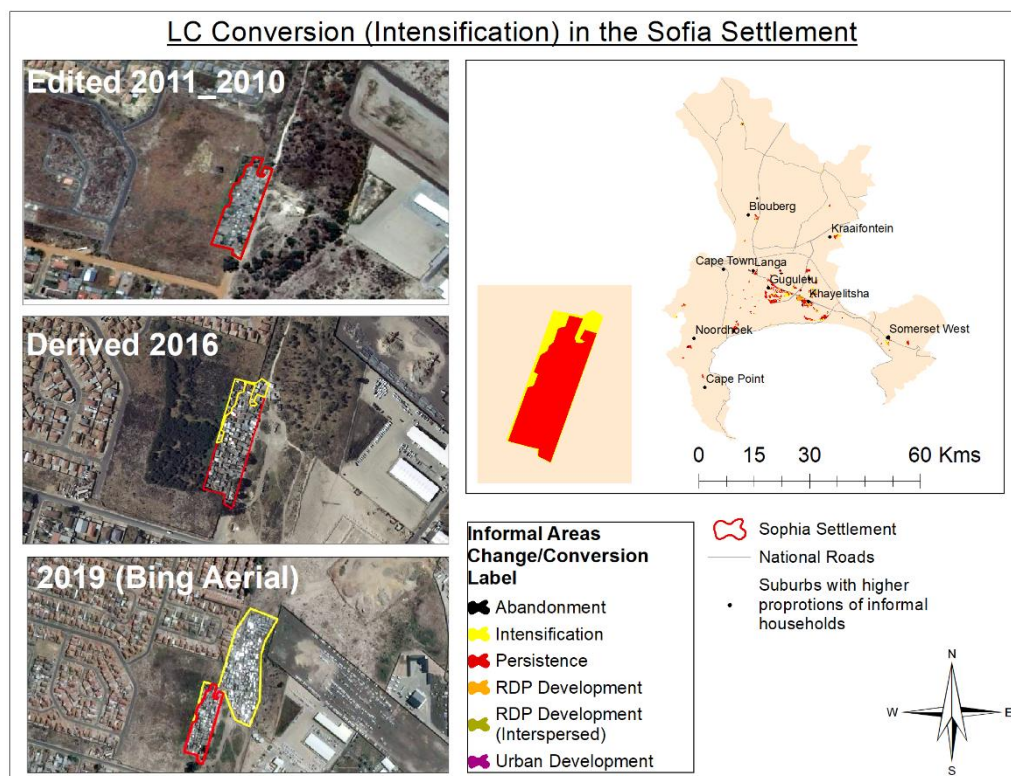 LC Conversion (Intensification) in the Sofia Settlement
Edited 2011_2010
Derived 2016
2019 (Bing Aerial)
Blouberg
Kraaifontein
Cape Town
Langa
Guguletu
Khayelitsha
Noordhoek
Somerset West
Cape Point
0 15 30 60 Kms
Informal Areas
Change/Conversion
Label
Abandonment
Intensification
Persistence
RDP Development
RDP Development
(Interspersed)
Urban Development
Sophia Settlement
National Roads
Suburbs with higher
proprotions of informal
households
N
W E
S